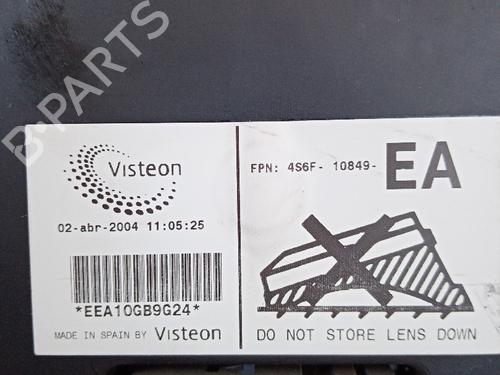 B-PARTS
Visteon
FPN: 4S6F- 10849- EA
02-abr-2004 11:05:25
*EEA10GB9G24*
MADE IN SPAIN BY Visteon
DO NOT STORE LENS DOWN